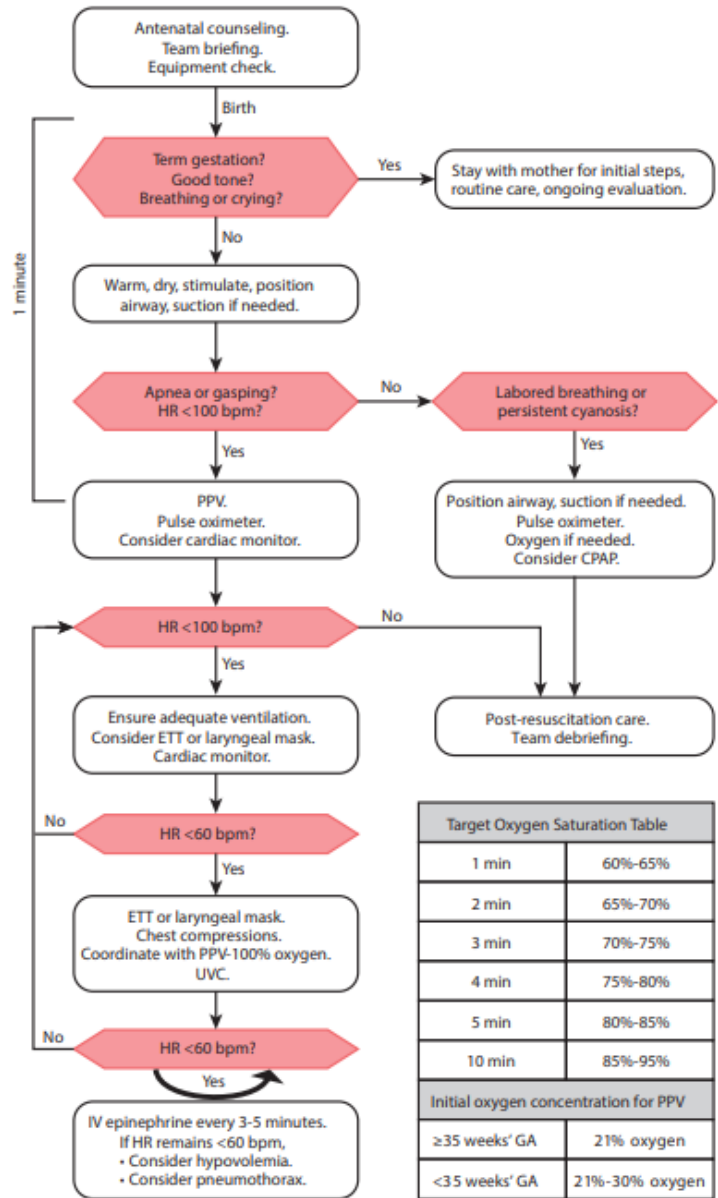 Antenatal counseling.
Team briefing.
Equipment check.
Birth
1 minute
Term gestation?
Good tone?
Breathing or crying?
Yes
Stay with mother for initial steps,
routine care, ongoing evaluation.
No
Warm, dry, stimulate, position
airway, suction if needed.
Apnea or gasping?
HR <100 bpm?
No
Labored breathing or
persistent cyanosis?
Yes
Yes
PPV.
Pulse oximeter.
Consider cardiac monitor.
Position airway, suction if needed.
Pulse oximeter.
Oxygen if needed.
Consider CPAP.
HR <100 bpm?
No
Yes
Ensure adequate ventilation.
Consider ETT or laryngeal mask.
Cardiac monitor.
Post-resuscitation care.
Team debriefing.
No
HR <60 bpm?
Yes
ETT or laryngeal mask.
Chest compressions.
Coordinate with PPV-100% oxygen.
UVC.
No
HR <60 bpm?
Yes
IV epinephrine every 3-5 minutes.
If HR remains <60 bpm,
• Consider hypovolemia.
• Consider pneumothorax.
Target Oxygen Saturation Table
1 min 60%-65%
2 min 65%-70%
3 min 70%-75%
4 min 75%-80%
5 min 80%-85%
10 min 85%-95%
Initial oxygen concentration for PPV
≥35 weeks' GA 21% oxygen
<35 weeks' GA 21%-30% oxygen